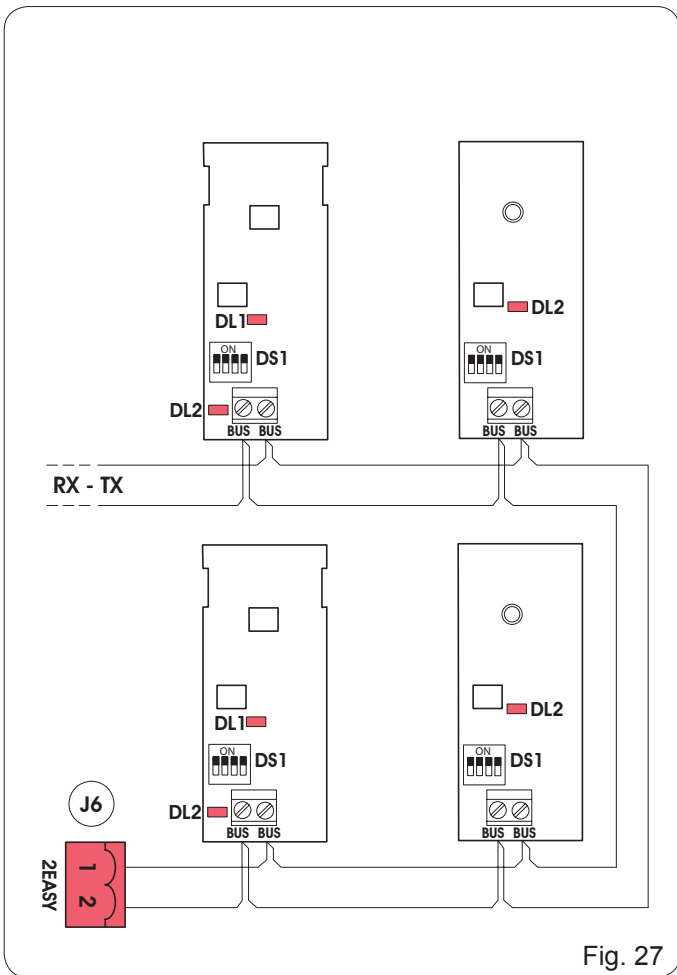 DL1
DL2
ON
DS1
ON
DS1
DL2
BUS BUS
BUS BUS
RX - TX
DL1
DL2
ON
DS1
ON
DS1
J6
DL2
BUS BUS
BUS BUS
2EASY
1
2
Fig. 27